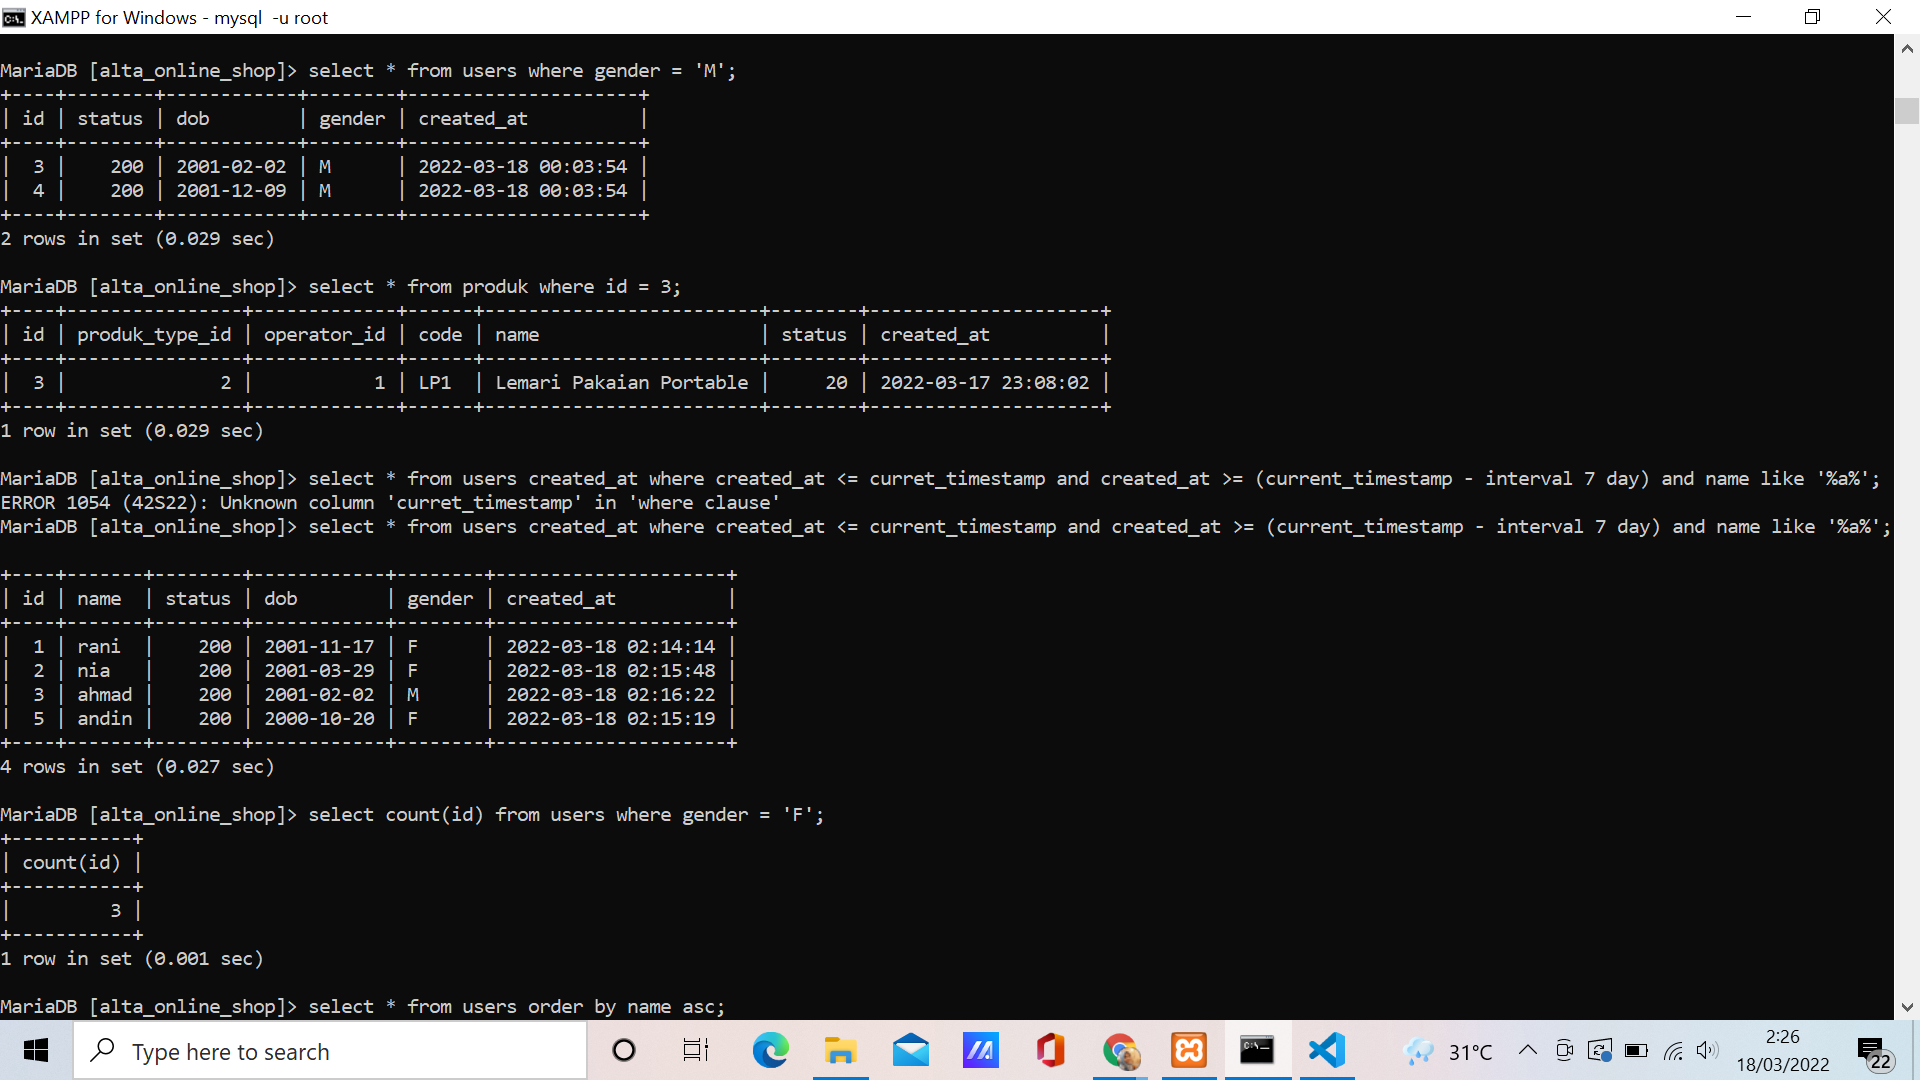 XAMPP for Windows - mysql  -u root
MariaDB [alta_online_shop]> select * from users where gender = 'M';
+----+--------+------------+--------+---------------------+
| id | status | dob        | gender | created_at          |
+----+--------+------------+--------+---------------------+
|  3 |    200 | 2001-02-02 | M      | 2022-03-18 00:03:54 |
|  4 |    200 | 2001-12-09 | M      | 2022-03-18 00:03:54 |
+----+--------+------------+--------+---------------------+
2 rows in set (0.029 sec)
MariaDB [alta_online_shop]> select * from produk where id = 3;
+----+----------------+-------------+------+-------------------------+--------+---------------------+
| id | produk_type_id | operator_id | code | name                    | status | created_at          |
+----+----------------+-------------+------+-------------------------+--------+---------------------+
|  3 |              2 |           1 | LP1  | Lemari Pakaian Portable |     20 | 2022-03-17 23:08:02 |
+----+----------------+-------------+------+-------------------------+--------+---------------------+
1 row in set (0.029 sec)
MariaDB [alta_online_shop]> select * from users created_at where created_at <= curret_timestamp and created_at >= (current_timestamp - interval 7 day) and name like '%a%';
ERROR 1054 (42S22): Unknown column 'curret_timestamp' in 'where clause'
MariaDB [alta_online_shop]> select * from users created_at where created_at <= current_timestamp and created_at >= (current_timestamp - interval 7 day) and name like '%a%';
+----+-------+--------+------------+--------+---------------------+
| id | name  | status | dob        | gender | created_at          |
+----+-------+--------+------------+--------+---------------------+
|  1 | rani  |    200 | 2001-11-17 | F      | 2022-03-18 02:14:14 |
|  2 | nia   |    200 | 2001-03-29 | F      | 2022-03-18 02:15:48 |
|  3 | ahmad |    200 | 2001-02-02 | M      | 2022-03-18 02:16:22 |
|  5 | andin |    200 | 2000-10-20 | F      | 2022-03-18 02:15:19 |
+----+-------+--------+------------+--------+---------------------+
4 rows in set (0.027 sec)
MariaDB [alta_online_shop]> select count(id) from users where gender = 'F';
+-----------+
| count(id) |
+-----------+
|         3 |
+-----------+
1 row in set (0.001 sec)
MariaDB [alta_online_shop]> select * from users order by name asc;
Type here to search
31°C
2:26
18/03/2022
22